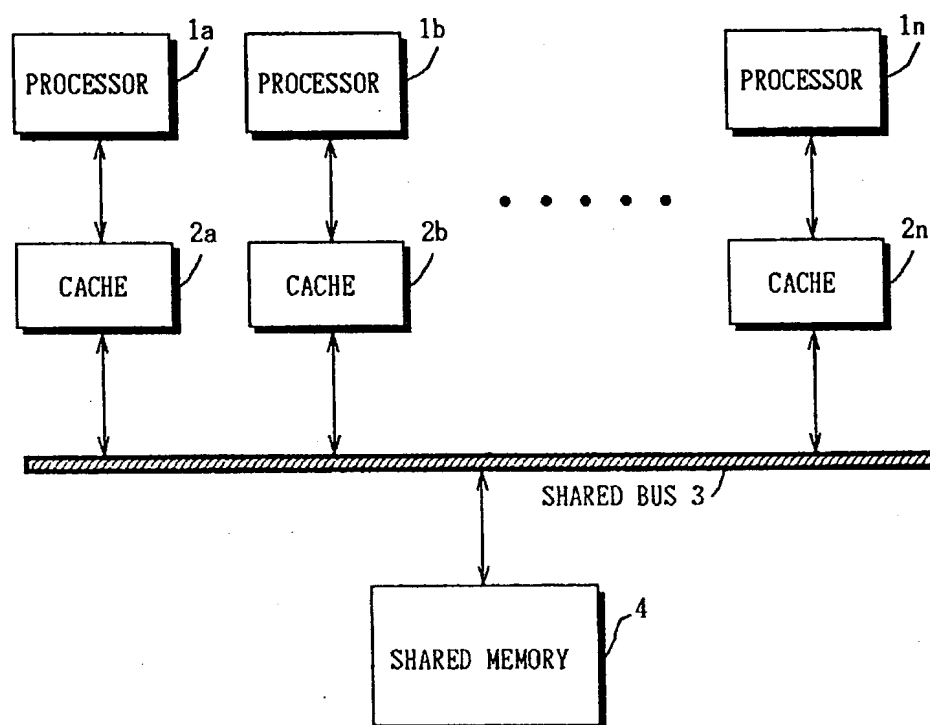 1a
1b
1n
PROCESSOR
PROCESSOR
PROCESSOR
2a
2b
2n
CACHE
CACHE
CACHE
SHARED BUS 3
4
SHARED MEMORY